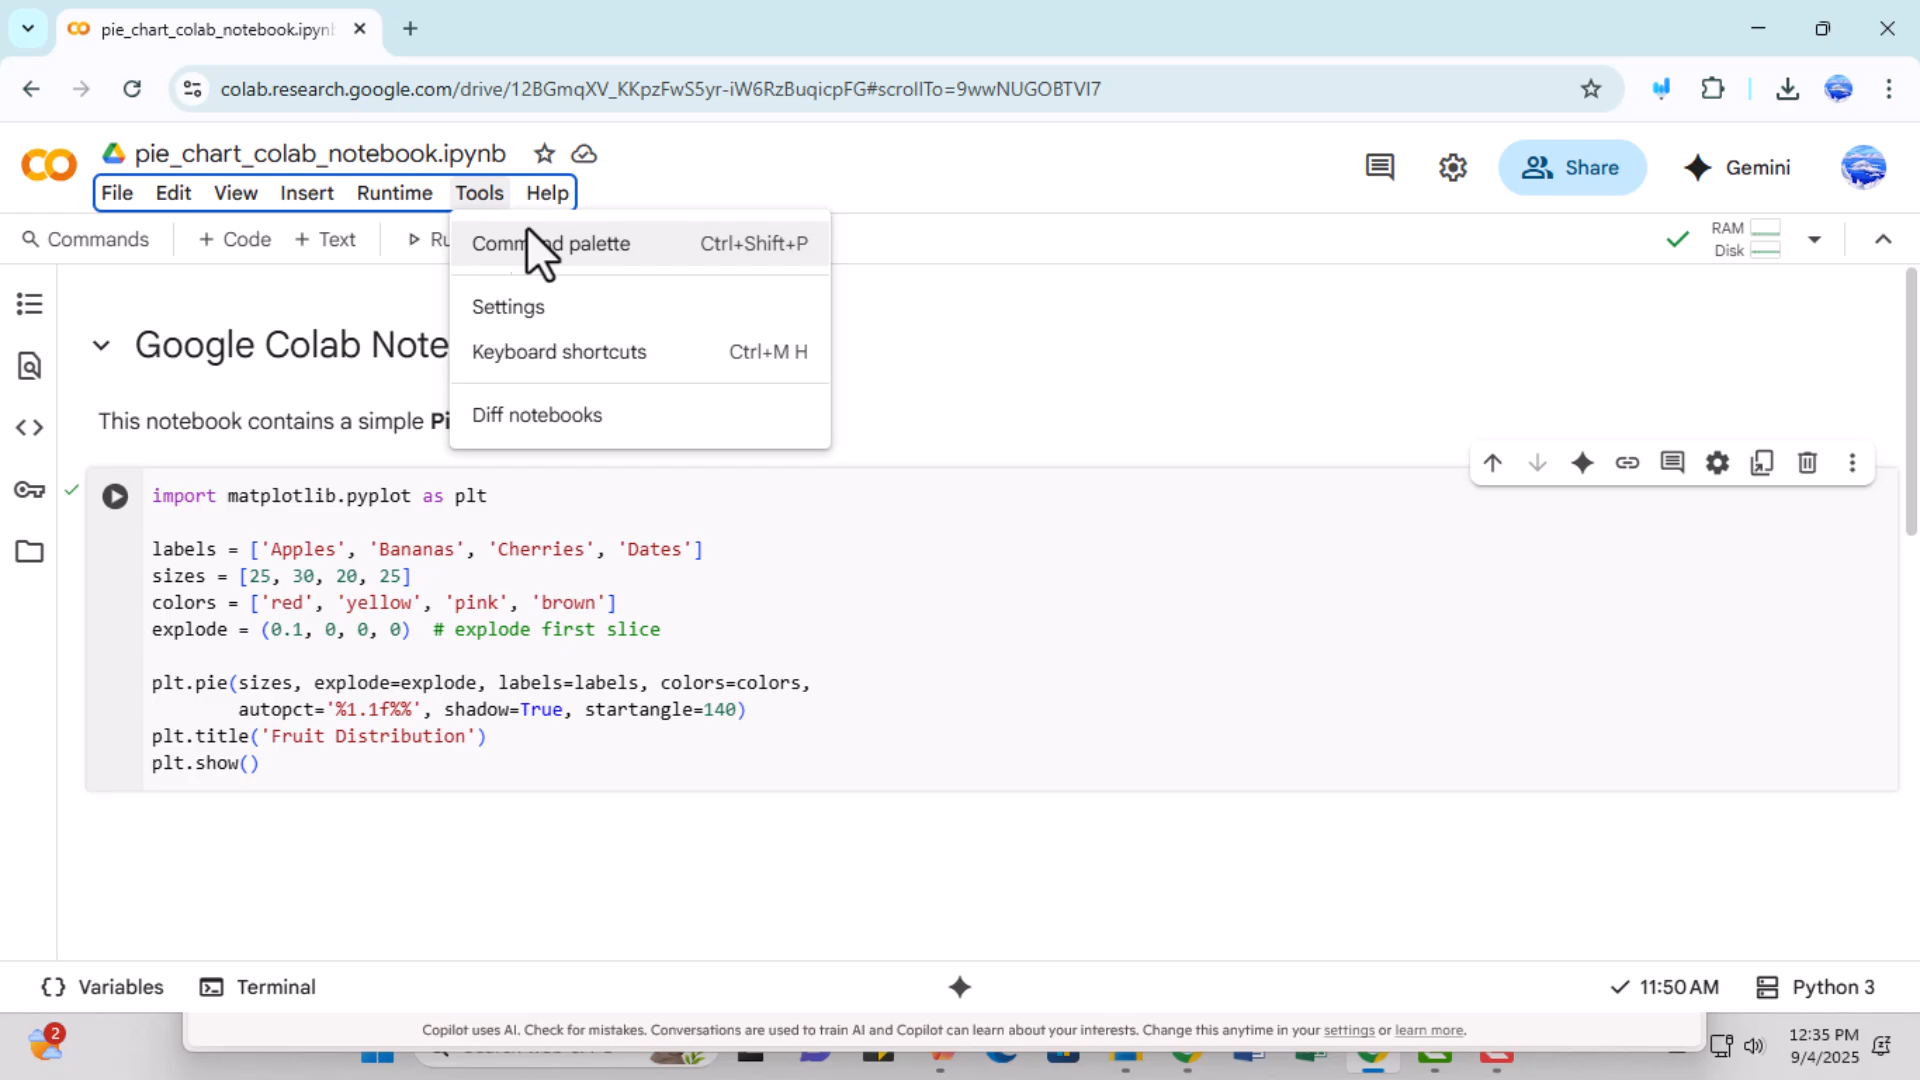 pie_chart_colab_notebook.ipynb
colab.research.google.com/drive/12BGmqXV_KKpzFwS5yr-iW6RzBuqicpFG#scrollTo=9wwNUGOBTVI7
pie_chart_colab_notebook.ipynb
File Edit View Insert Runtime Tools Help
Share
Gemini
Commands
+ Code + Text
Ru
RAM
Disk
Command palette Ctrl+Shift+P
Settings
Keyboard shortcuts Ctrl+M H
Diff notebooks
Google Colab Note
This notebook contains a simple Pi
import matplotlib.pyplot as plt
labels = ['Apples', 'Bananas', 'Cherries', 'Dates']
sizes = [25, 30, 20, 25]
colors = ['red', 'yellow', 'pink', 'brown']
explode = (0.1, 0, 0, 0)  # explode first slice
plt.pie(sizes, explode=explode, labels=labels, colors=colors,
        autopct='%1.1f%%', shadow=True, startangle=140)
plt.title('Fruit Distribution')
plt.show()
Variables
Terminal
11:50 AM
Python 3
Copilot uses AI. Check for mistakes. Conversations are used to train AI and Copilot can learn about your interests. Change this anytime in your settings or learn more.
2
12:35 PM
9/4/2025